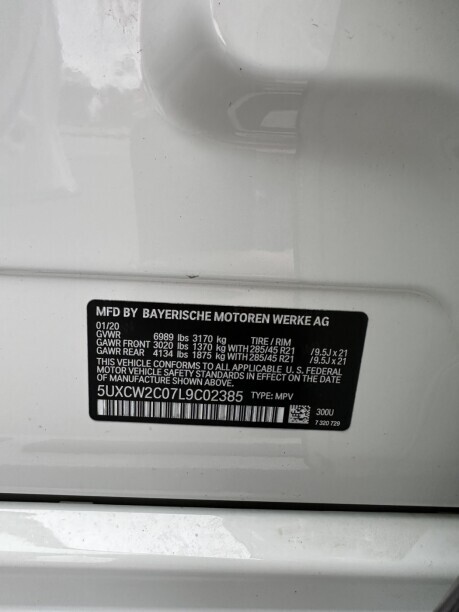 MFD BY BAYERISCHE MOTOREN WERKE AG
01/20
GVWR 6989 lbs 3170 kg TIRE / RIM
GAWR FRONT 3020 lbs 1370 kg WITH 285/45 R21 /9.5J x 21
GAWR REAR 4134 lbs 1875 kg WITH 285/45 R21 /9.5J x 21
THIS VEHICLE CONFORMS TO ALL APPLICABLE U. S. FEDERAL
MOTOR VEHICLE SAFETY STANDARDS IN EFFECT ON THE DATE OF
MANUFACTURE SHOWN ABOVE.
5UXCW2C07L9C02385 TYPE: MPV
300U
7 320 729